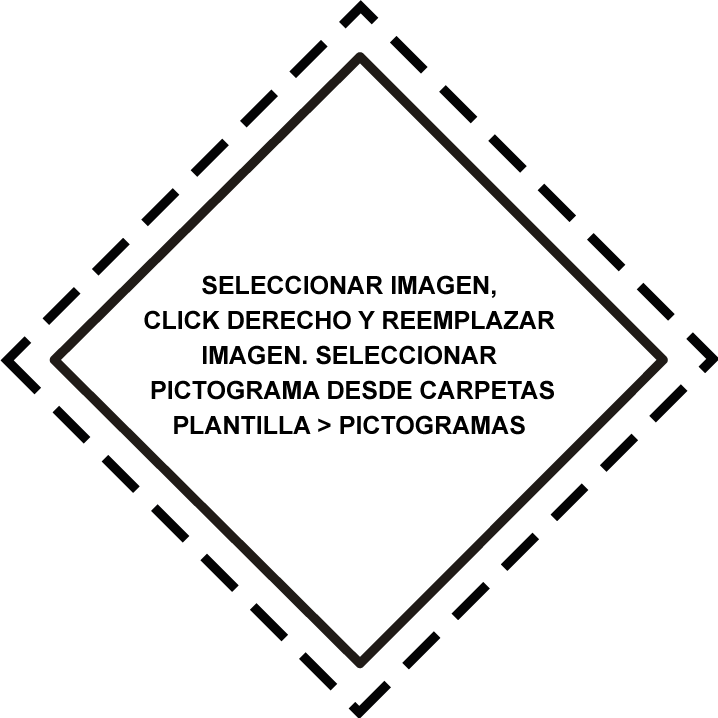 SELECCIONAR IMAGEN,
CLICK DERECHO Y REEMPLAZAR
IMAGEN. SELECCIONAR
PICTOGRAMA DESDE CARPETAS
PLANTILLA > PICTOGRAMAS